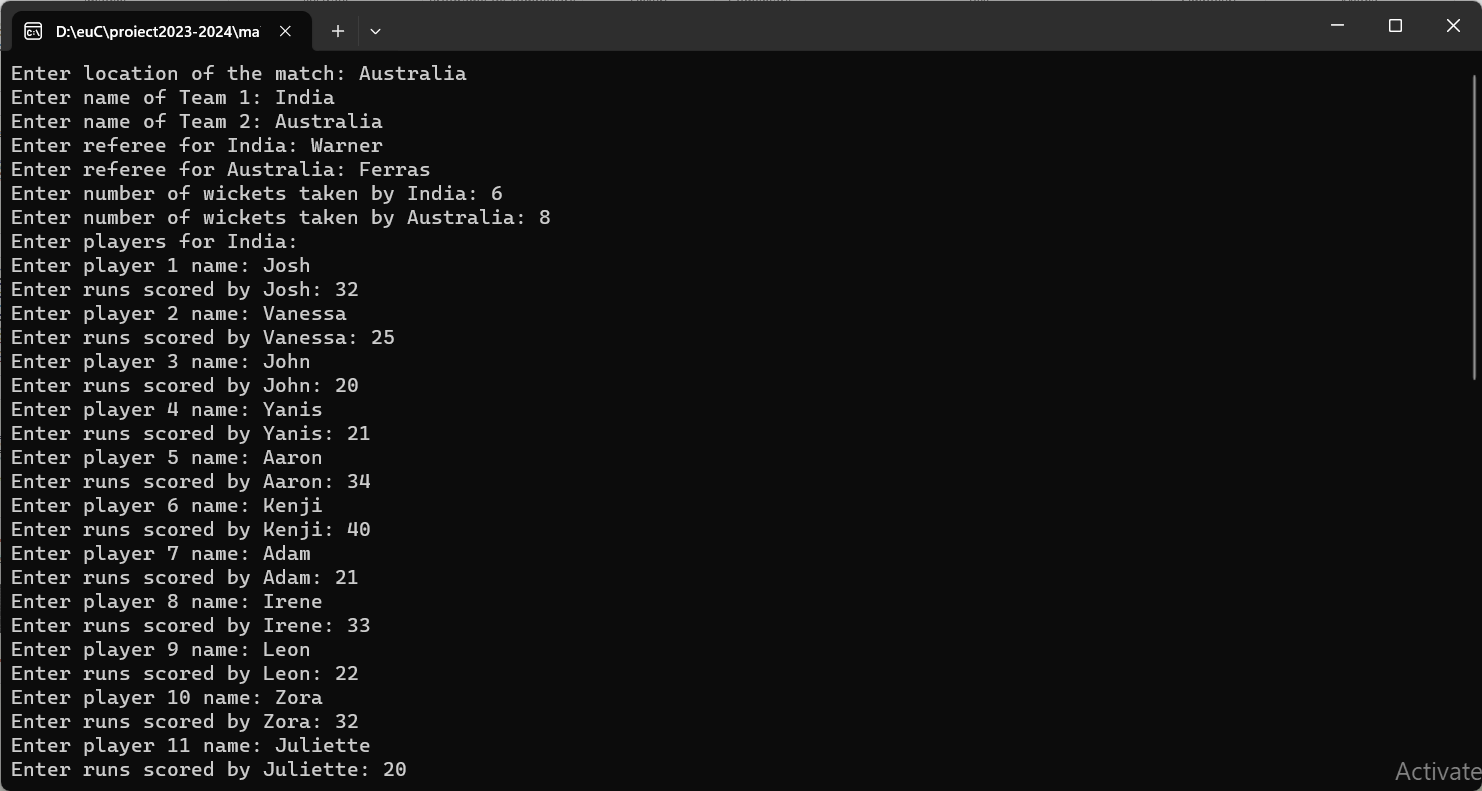 D:\euC\proiect2023-2024\ma
Enter location of the match: Australia
Enter name of Team 1: India
Enter name of Team 2: Australia
Enter referee for India: Warner
Enter referee for Australia: Ferras
Enter number of wickets taken by India: 6
Enter number of wickets taken by Australia: 8
Enter players for India:
Enter player 1 name: Josh
Enter runs scored by Josh: 32
Enter player 2 name: Vanessa
Enter runs scored by Vanessa: 25
Enter player 3 name: John
Enter runs scored by John: 20
Enter player 4 name: Yanis
Enter runs scored by Yanis: 21
Enter player 5 name: Aaron
Enter runs scored by Aaron: 34
Enter player 6 name: Kenji
Enter runs scored by Kenji: 40
Enter player 7 name: Adam
Enter runs scored by Adam: 21
Enter player 8 name: Irene
Enter runs scored by Irene: 33
Enter player 9 name: Leon
Enter runs scored by Leon: 22
Enter player 10 name: Zora
Enter runs scored by Zora: 32
Enter player 11 name: Juliette
Enter runs scored by Juliette: 20
Activate